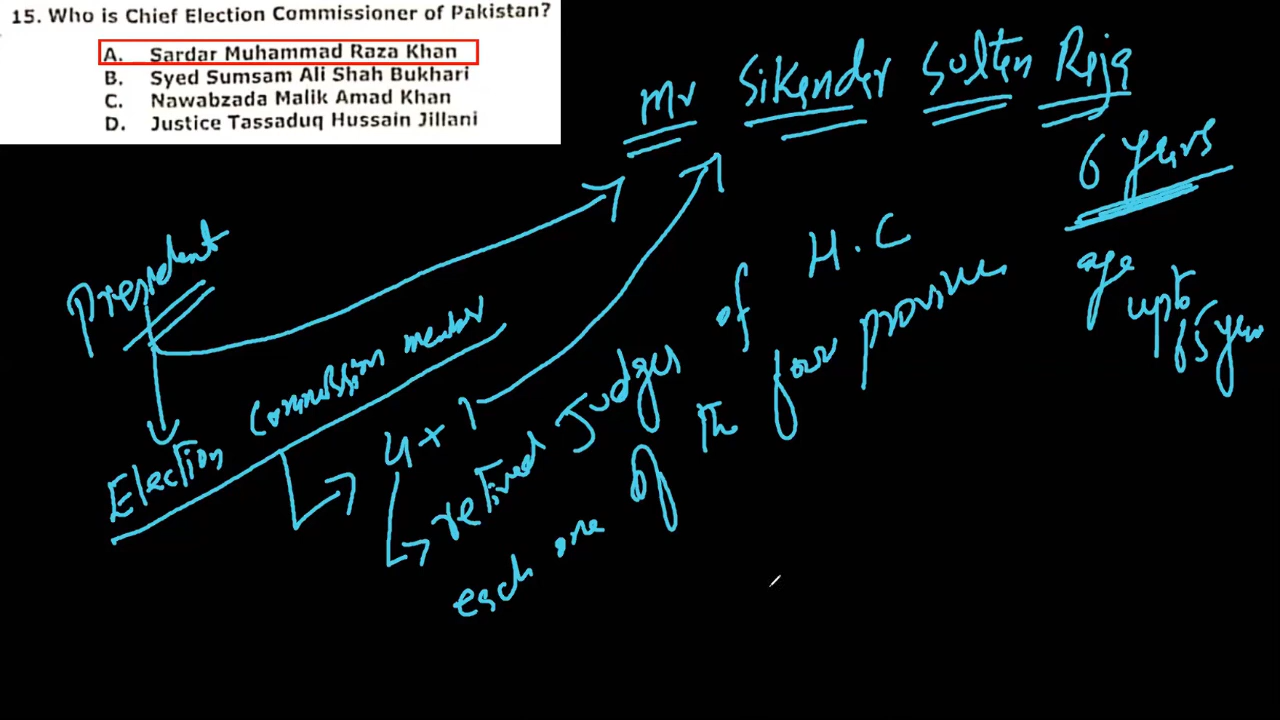 15. Who is Chief Election Commissioner of Pakistan?
A. Sardar Muhammad Raza Khan
B. Syed Sumsam Ali Shah Bukhari
C. Nawabzada Malik Amad Khan
D. Justice Tassaduq Hussain Jillani
Mr Sikender Sultan Raja
6 years
age upto 65 year
President
Election Commission member
4 + 1
retired Judges of H.C
each one of the four province